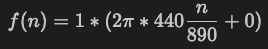 f(n) = 1 * (2π * 440 n/890 + 0)